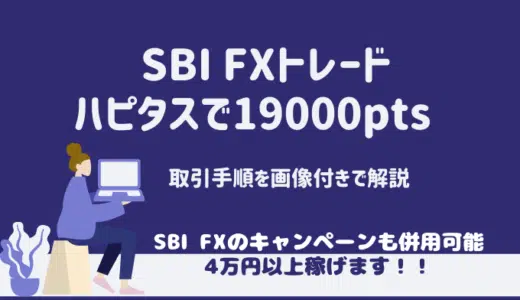 SBI FXトレード
ハピタスで19000pts
取引手順を画像付きで解説
SBI FXのキャンペーンも併用可能
4万円以上稼げます！！